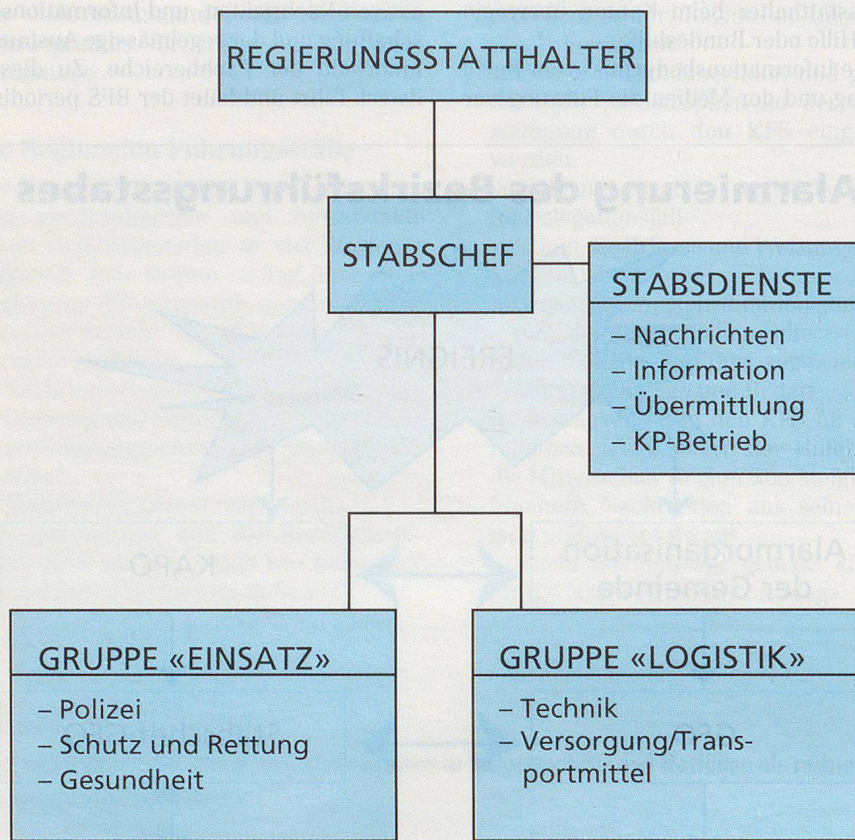 REGIERUNGSSTATTHALTER
STABSCHEF
STABSDIENSTE
– Nachrichten
– Information
– Übermittlung
– KP-Betrieb
GRUPPE «EINSATZ»
– Polizei
– Schutz und Rettung
– Gesundheit
GRUPPE «LOGISTIK»
– Technik
– Versorgung/Trans-
portmittel